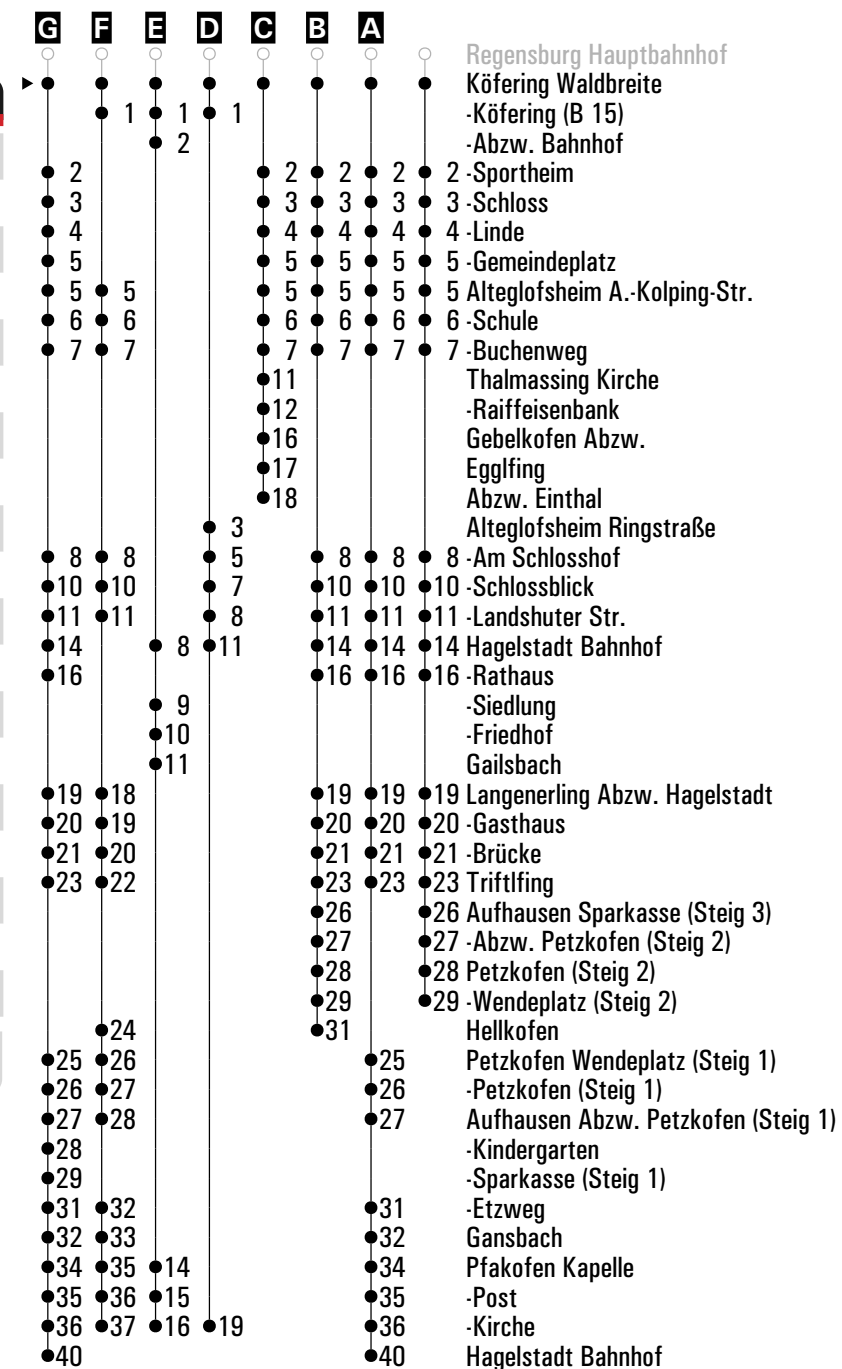 G F E D C B A
Regensburg Hauptbahnhof
Köfering Waldbreite
1 1 1 -Köfering (B 15)
2 -Abzw. Bahnhof
2 2 2 2 2 -Sportheim
3 3 3 3 3 -Schloss
4 4 4 4 4 -Linde
5 5 5 5 5 -Gemeindeplatz
5 5 5 5 5 5 Alteglofsheim A.-Kolping-Str.
6 6 6 6 6 6 -Schule
7 7 7 7 7 7 -Buchenweg
11 Thalmassing Kirche
12 -Raiffeisenbank
16 Gebelkofen Abzw.
17 Egglfing
18 Abzw. Einthal
3 Alteglofsheim Ringstraße
8 8 5 8 8 8 -Am Schlosshof
10 10 7 10 10 10 -Schlossblick
11 11 8 11 11 11 -Landshuter Str.
14 8 11 14 14 14 Hagelstadt Bahnhof
16 16 16 16 -Rathaus
9 -Siedlung
10 -Friedhof
11 Gailsbach
19 18 19 19 19 Langenerling Abzw. Hagelstadt
20 19 20 20 20 -Gasthaus
21 20 21 21 21 -Brücke
23 22 23 23 23 Triftlfing
26 26 Aufhausen Sparkasse (Steig 3)
27 27 -Abzw. Petzkofen (Steig 2)
28 28 Petzkofen (Steig 2)
29 29 -Wendeplatz (Steig 2)
24 31 Hellkofen
25 26 25 Petzkofen Wendeplatz (Steig 1)
26 27 26 -Petzkofen (Steig 1)
27 28 27 Aufhausen Abzw. Petzkofen (Steig 1)
28 -Kindergarten
29 -Sparkasse (Steig 1)
31 32 31 -Etzweg
32 33 32 Gansbach
34 35 14 34 Pfakofen Kapelle
35 36 15 35 -Post
36 37 16 19 36 -Kirche
40 40 Hagelstadt Bahnhof